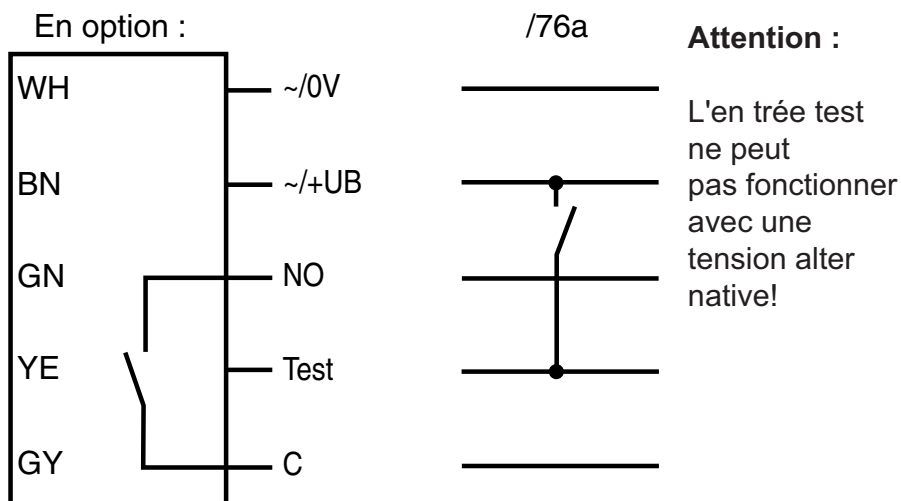 En option :
/76a
Attention :
WH
~/0V
BN
~/+UB
GN
NO
YE
Test
GY
C
L'en trée test
ne peut
pas fonctionner
avec une
tension alter
native!